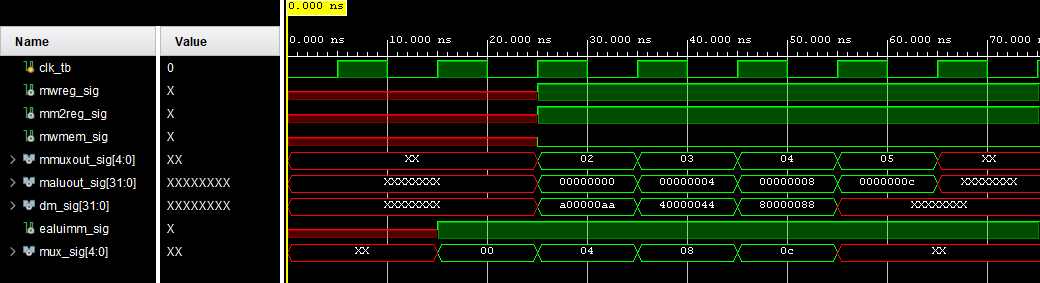 0.000 ns
Name Value 0.000 ns 10.000 ns 20.000 ns 30.000 ns 40.000 ns 50.000 ns 60.000 ns 70.000 ns
clk_tb 0
mwreg_sig X
mm2reg_sig X
mwmem_sig X
mmuxout_sig[4:0] XX XX 02 03 04 05 XX
maluout_sig[31:0] XXXXXXXX XXXXXXXX 00000000 00000004 00000008 0000000c XXXXXXXX
dm_sig[31:0] XXXXXXXX XXXXXXXX a00000aa 40000044 80000088 XXXXXXXX
ealuimm_sig X
mux_sig[4:0] XX XX 00 04 08 0c XX